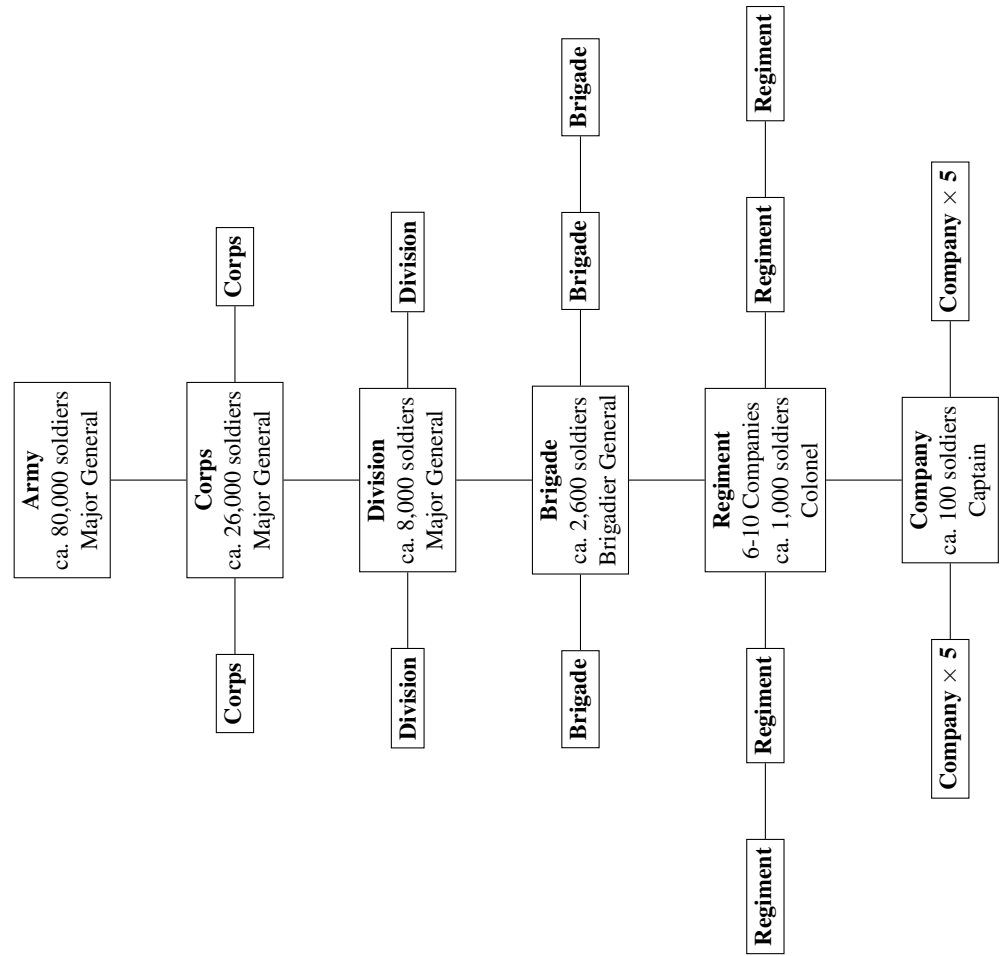 Army
ca. 80,000 soldiers
Major General
Corps
Corps
ca. 26,000 soldiers
Major General
Corps
Division
Division
ca. 8,000 soldiers
Major General
Division
Brigade
Brigade
ca. 2,600 soldiers
Brigadier General
Brigade
Brigade
Regiment
Regiment
Regiment
6-10 Companies
ca. 1,000 soldiers
Colonel
Regiment
Regiment
Company × 5
Company
ca. 100 soldiers
Captain
Company × 5